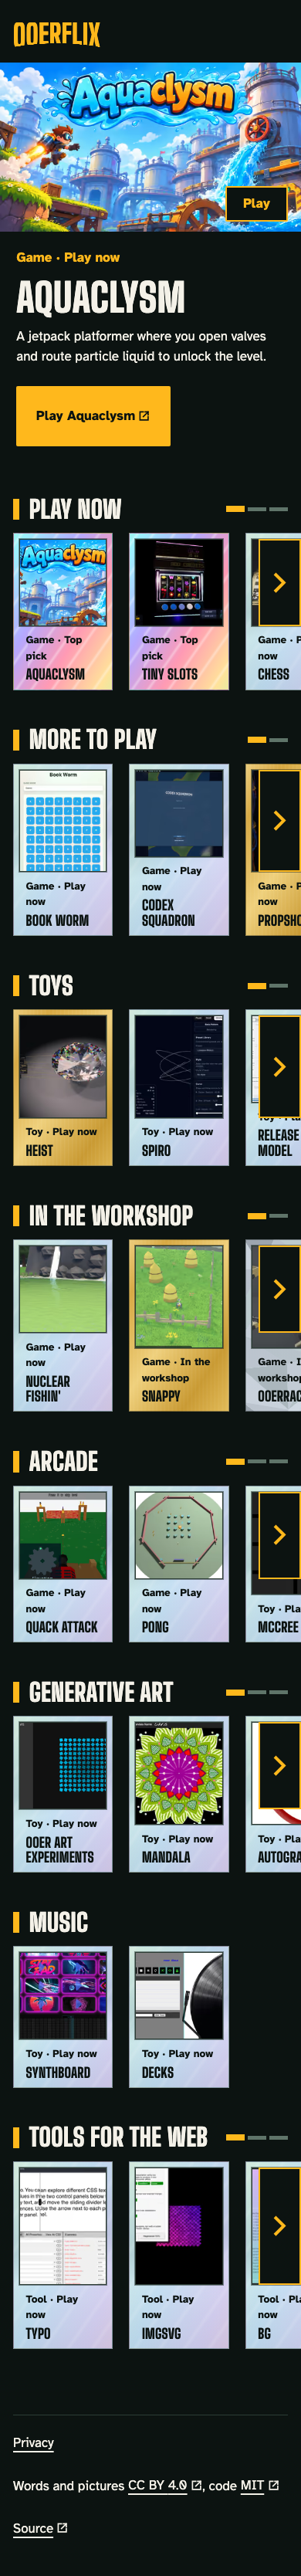 OOERFLIX
Aquaclysm
Play
Game · Play now
AQUACLYSM
A jetpack platformer where you open valves
and route particle liquid to unlock the level.
Play Aquaclysm
PLAY NOW
Aquaclysm
Game · Top
pick
AQUACLYSM
Game · Top
pick
TINY SLOTS
Game · P
now
CHESS
MORE TO PLAY
Book Worm
Game · Play
now
BOOK WORM
Game · Play
now
CODEX
SQUADRON
Game · P
now
PROPSHO
TOYS
Toy · Play now
HEIST
Toy · Play now
SPIRO
RELEASE
MODEL
IN THE WORKSHOP
Game · Play
now
NUCLEAR
FISHIN'
Game · In the
workshop
SNAPPY
Game · I
workshop
OOERRAC
ARCADE
Game · Play
now
QUACK ATTACK
Game · Play
now
PONG
Toy · Pla
MCCREE
GENERATIVE ART
Toy · Play now
OOER ART
EXPERIMENTS
Toy · Play now
MANDALA
Toy · Pla
AUTOGRA
MUSIC
Toy · Play now
SYNTHBOARD
Toy · Play now
DECKS
TOOLS FOR THE WEB
Tool · Play
now
TYPO
Tool · Play
now
IMGSVG
Tool · Pl
now
BG
Privacy
Words and pictures CC BY 4.0, code MIT
Source